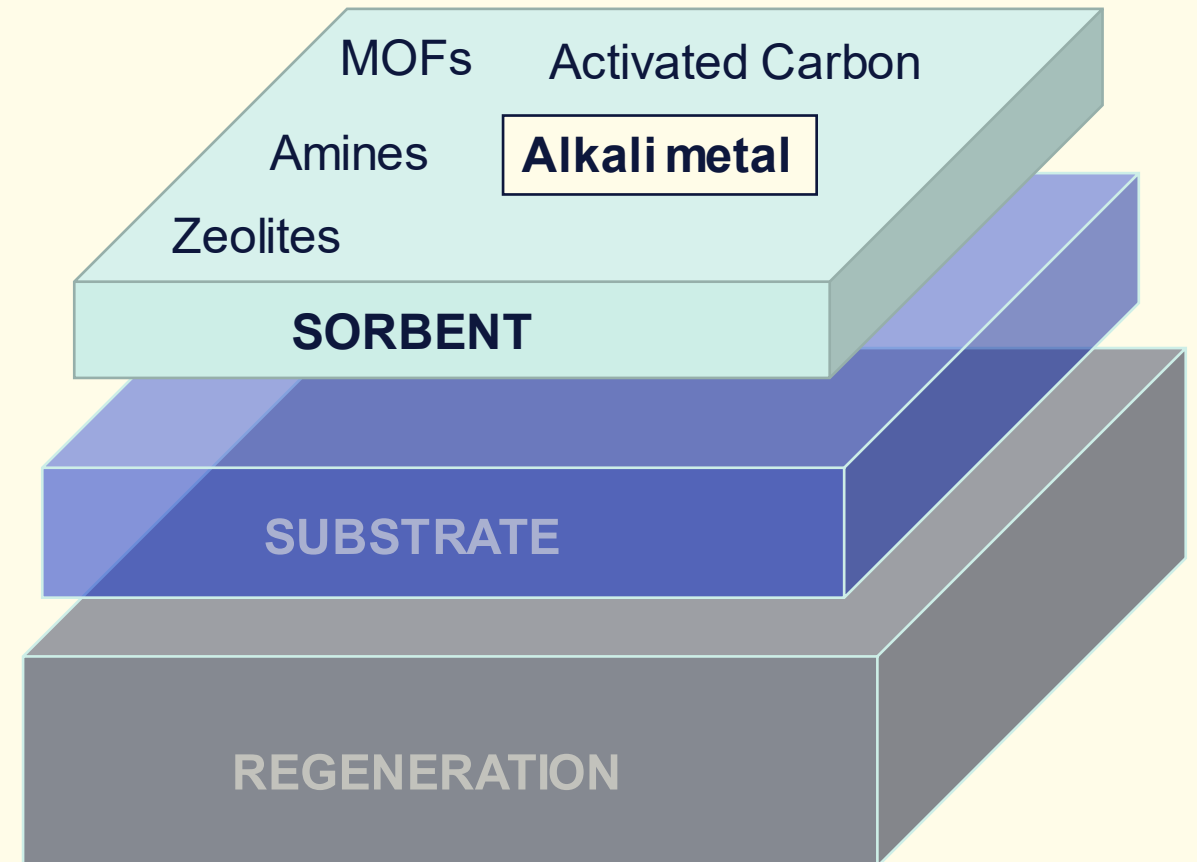 MOFs
Activated Carbon
Amines
Alkali metal
Zeolites
SORBENT
SUBSTRATE
REGENERATION